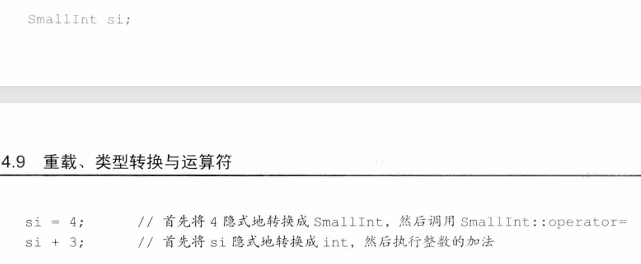 SmallInt si;
4.9 重载、类型转换与运算符
si = 4; // 首先将 4 隐式地转换成 SmallInt, 然后调用 SmallInt::operator=
si + 3; // 首先将 si 隐式地转换成 int, 然后执行整数的加法